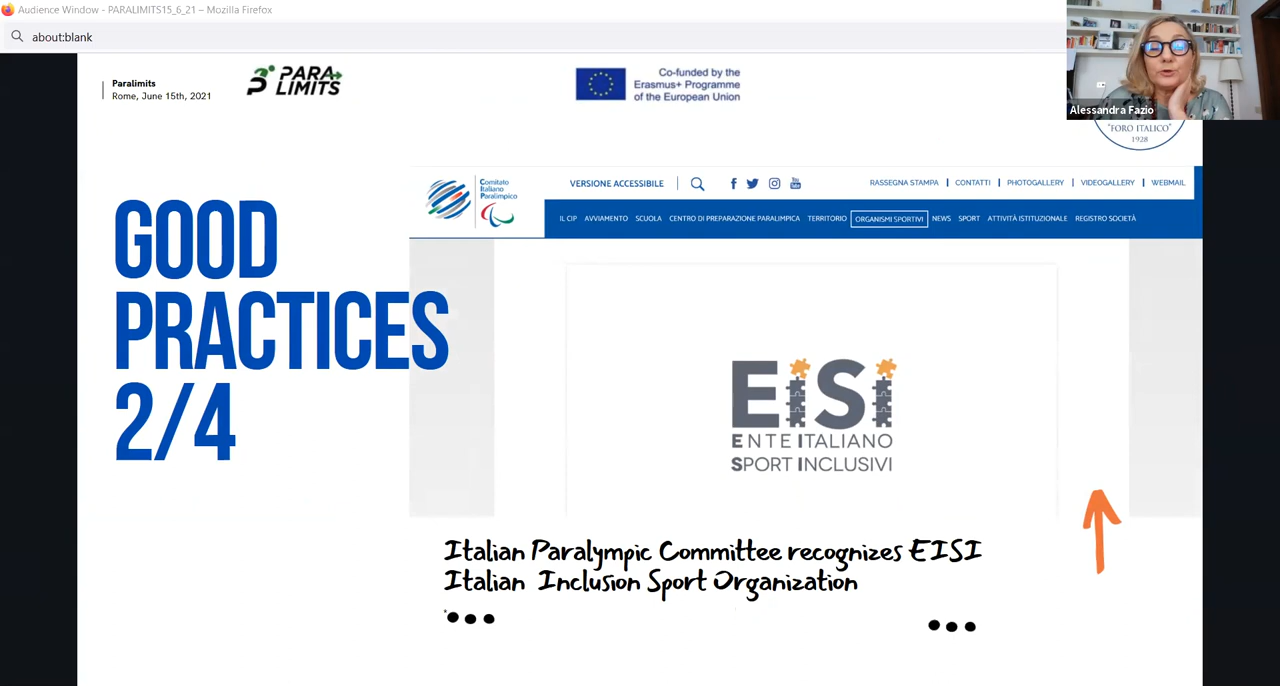 Audience Window - PARALIMITS15_6_21 – Mozilla Firefox
about:blank
Alessandra Fazio
Paralimits
Rome, June 15th, 2021
PARA
LIMITS
Co-funded by the
Erasmus+ Programme
of the European Union
"FORO ITALICO"
1928
Comitato
Italiano
Paralimpico
VERSIONE ACCESSIBILE
You
Tube
RASSEGNA STAMPA | CONTATTI | PHOTOGALLERY | VIDEOGALLERY | WEBMAIL
IL CIP AVVIAMENTO SCUOLA CENTRO DI PREPARAZIONE PARALIMPICA TERRITORIO ORGANISMI SPORTIVI NEWS SPORT ATTIVITÀ ISTITUZIONALE REGISTRO SOCIETÀ
GOOD
PRACTICES
2/4
EiSi
ENTE ITALIANO
SPORT INCLUSIVI
Italian Paralympic Committee recognizes EISI
Italian Inclusion Sport Organization
*...
...